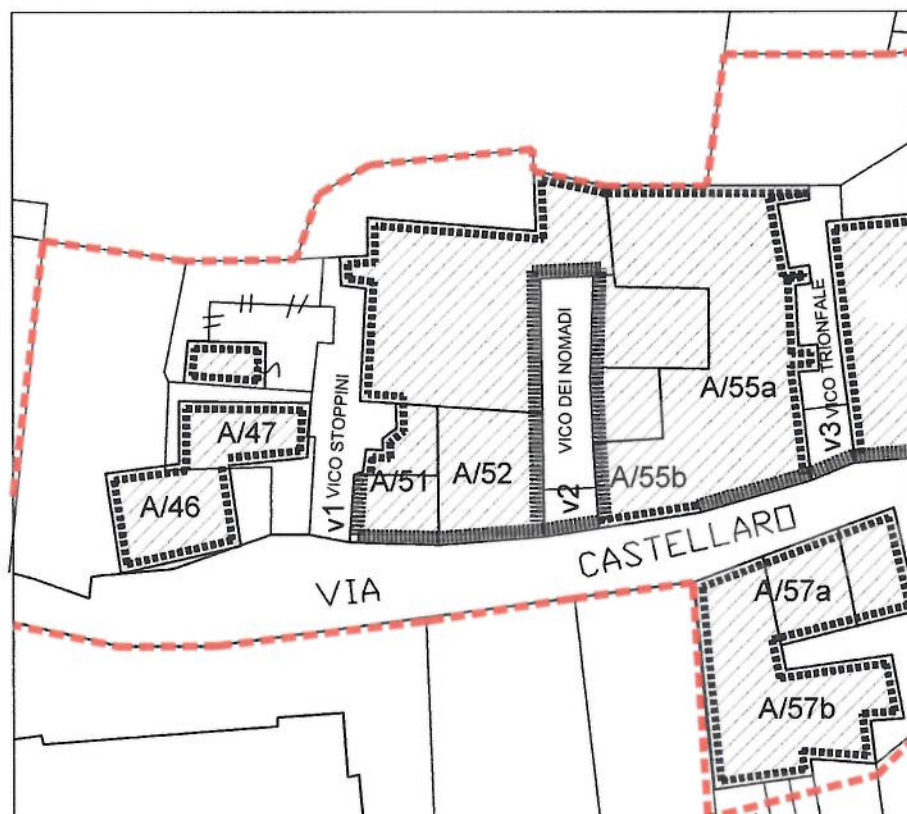 A/47
A/46
v1 VICO STOPPINI
A/51
A/52
v2 VICO DEI NOMADI
A/55a
A/55b
v3 VICO TRIONFALE
VIA CASTELLARO
A/57a
A/57b